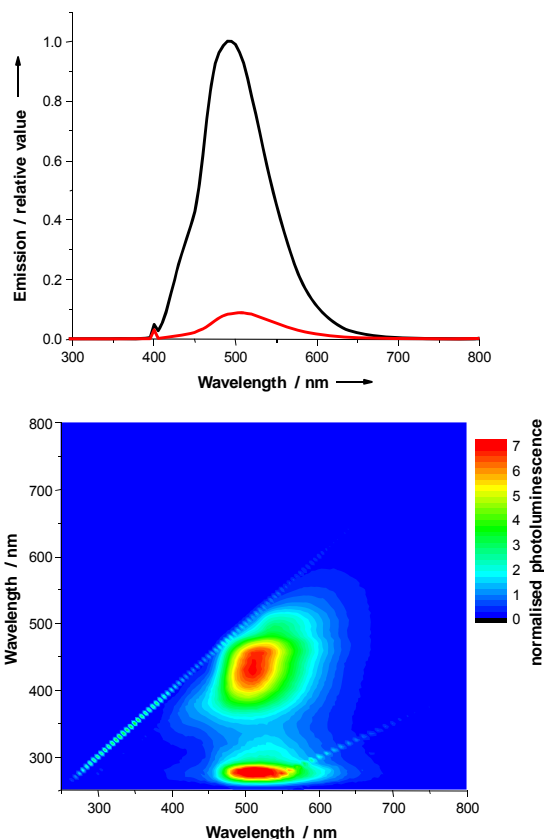 Emission / relative value
1.0
0.8
0.6
0.4
0.2
0.0
300 400 500 600 700 800
Wavelength / nm
Wavelength / nm
800
700
600
500
400
300
300 400 500 600 700 800
Wavelength / nm
7
6
5
4
3
2
1
0
normalised photoluminescence